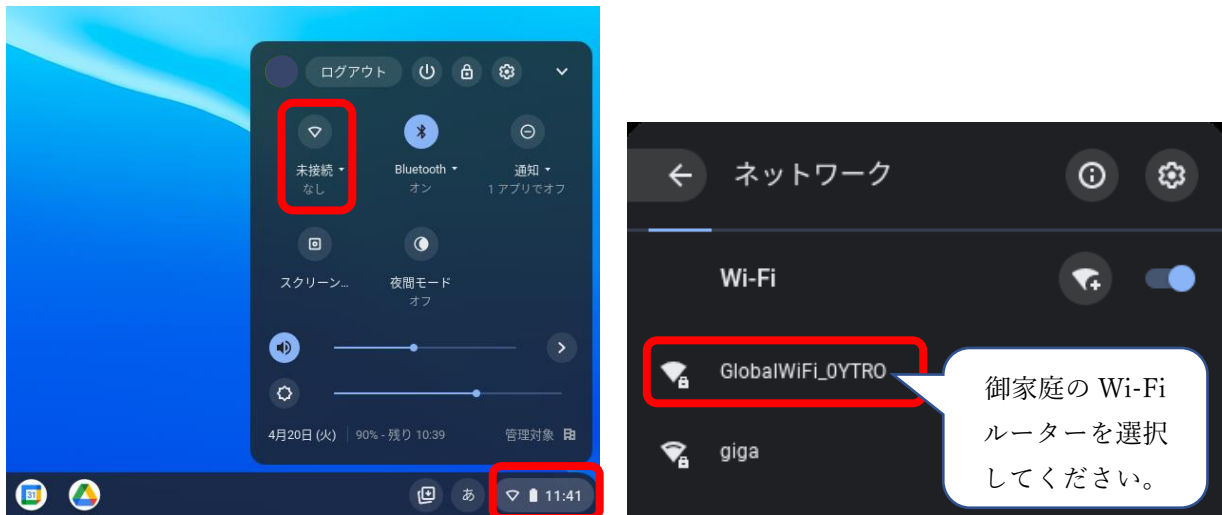 ログアウト
未接続
なし
Bluetooth
オン
通知
1 アプリでオフ
スクリーン...
夜間モード
オフ
4月20日 (火)
90% - 残り 10:39
管理対象
31
あ
11:41
ネットワーク
Wi-Fi
GlobalWiFi_0YTRO
giga
御家庭の Wi-Fi
ルーターを選択
してください。